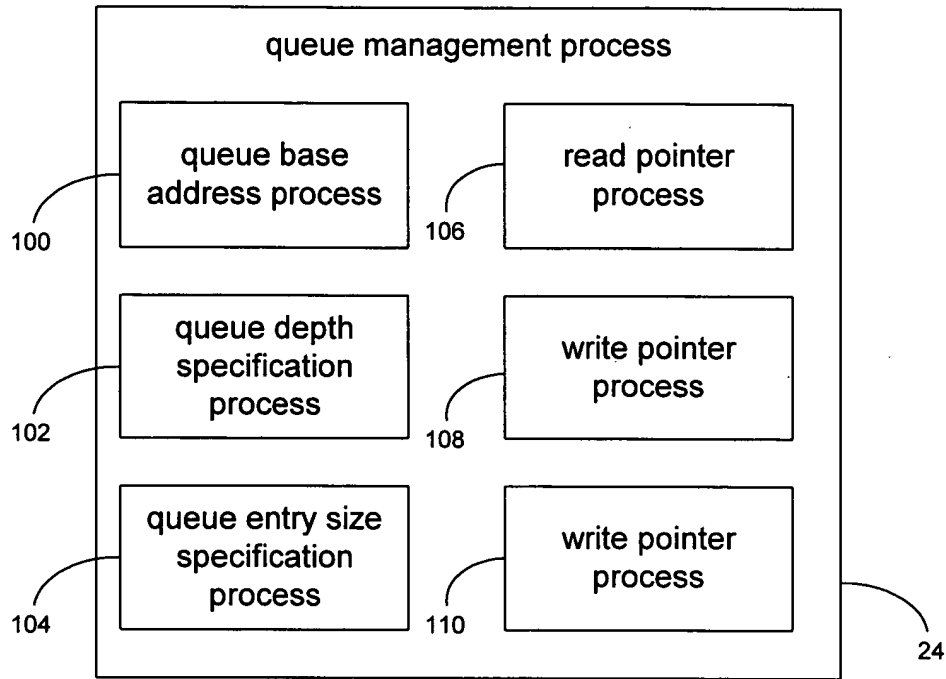 queue management process
queue base
address process
100
read pointer
process
106
queue depth
specification
process
102
write pointer
process
108
queue entry size
specification
process
104
write pointer
process
110
24